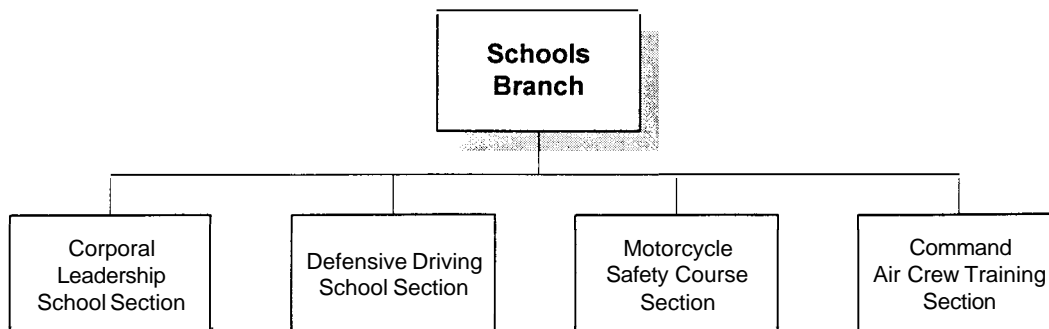 Schools
Branch
Corporal
Leadership
School Section
Defensive Driving
School Section
Motorcycle
Safety Course
Section
Command
Air Crew Training
Section